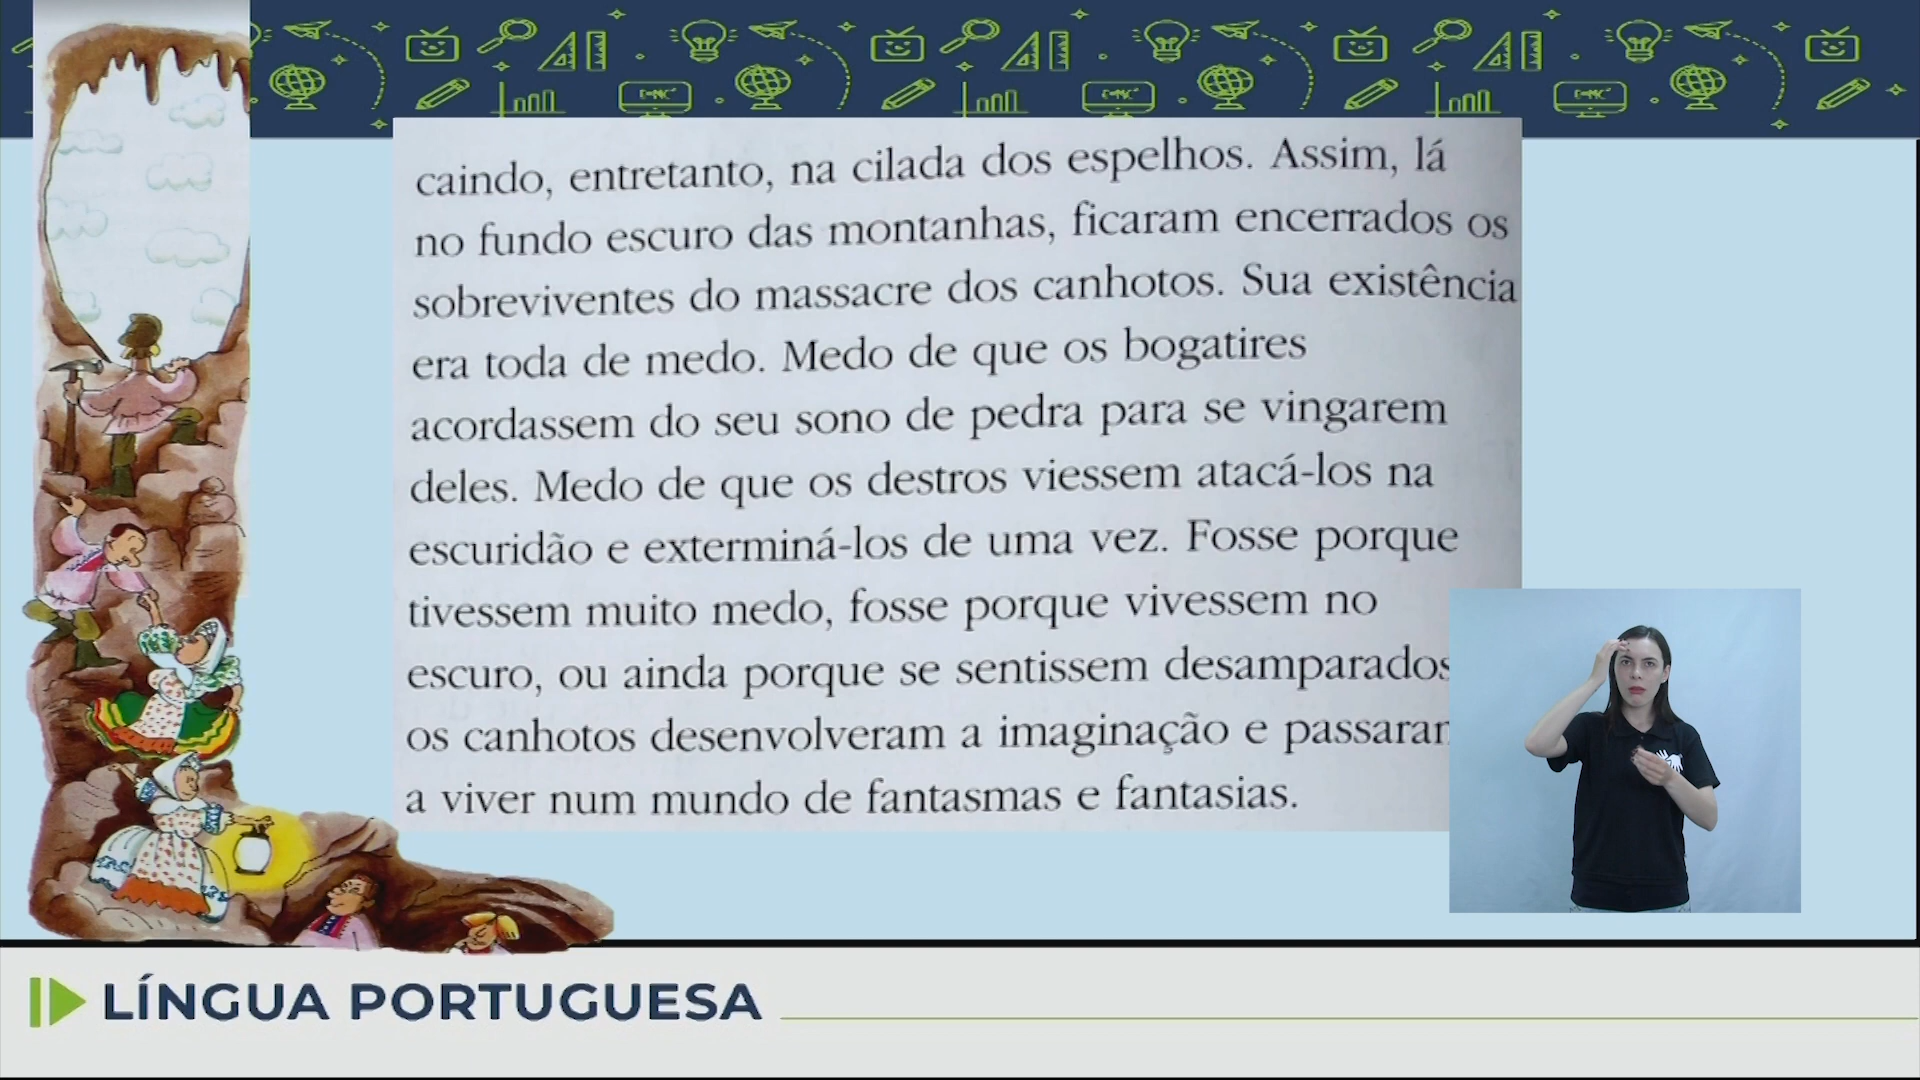 E=MC² E=MC² E=MC²
caindo, entretanto, na cilada dos espelhos. Assim, lá
no fundo escuro das montanhas, ficaram encerrados os
sobreviventes do massacre dos canhotos. Sua existência
era toda de medo. Medo de que os bogatires
acordassem do seu sono de pedra para se vingarem
deles. Medo de que os destros viessem atacá-los na
escuridão e exterminá-los de uma vez. Fosse porque
tivessem muito medo, fosse porque vivessem no
escuro, ou ainda porque se sentissem desamparados
os canhotos desenvolveram a imaginação e passaram
a viver num mundo de fantasmas e fantasias.
LÍNGUA PORTUGUESA